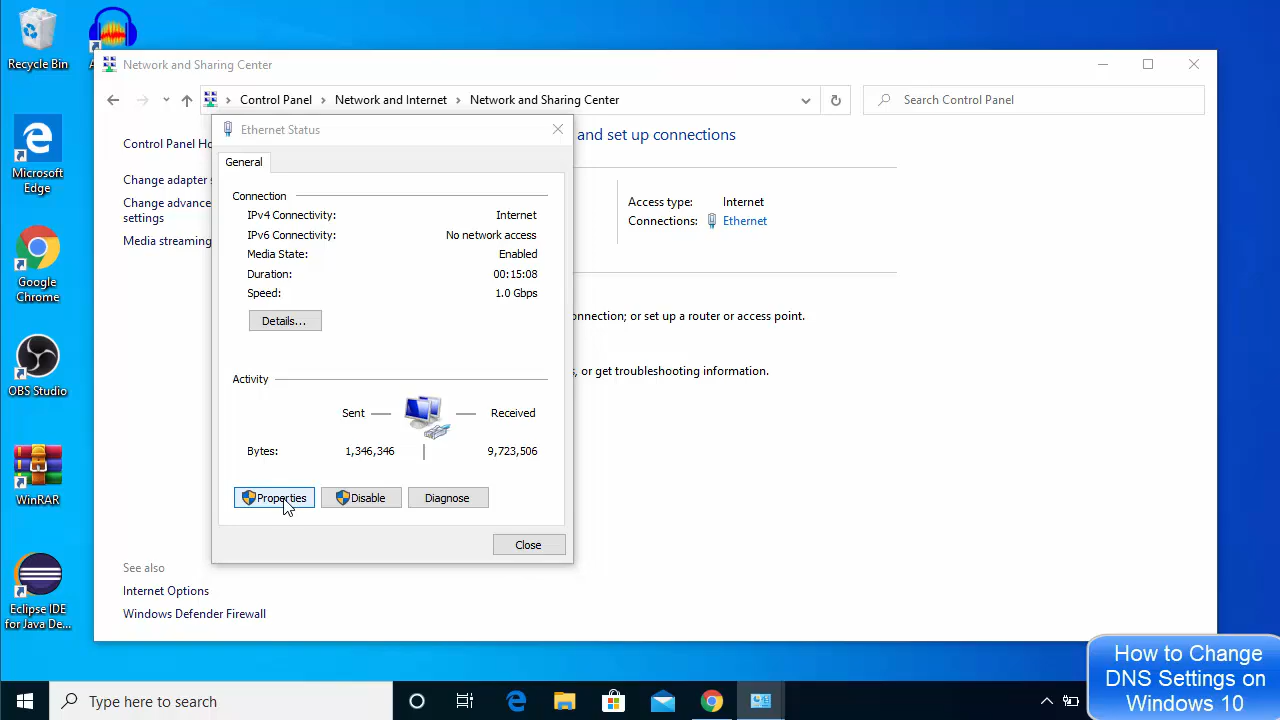 Recycle Bin
A
Microsoft
Edge
Google
Chrome
OBS Studio
WinRAR
Eclipse IDE
for Java De...
Network and Sharing Center
Control Panel
Network and Internet
Network and Sharing Center
Search Control Panel
Control Panel Ho
Change adapter s
Change advance
settings
Media streaming
See also
Internet Options
Windows Defender Firewall
and set up connections
Access type: Internet
Connections: Ethernet
onnection; or set up a router or access point.
s, or get troubleshooting information.
Ethernet Status
General
Connection
IPv4 Connectivity: Internet
IPv6 Connectivity: No network access
Media State: Enabled
Duration: 00:15:08
Speed: 1.0 Gbps
Details...
Activity
Sent Received
Bytes: 1,346,346 9,723,506
Properties Disable Diagnose
Close
How to Change
DNS Settings on
Windows 10
Type here to search